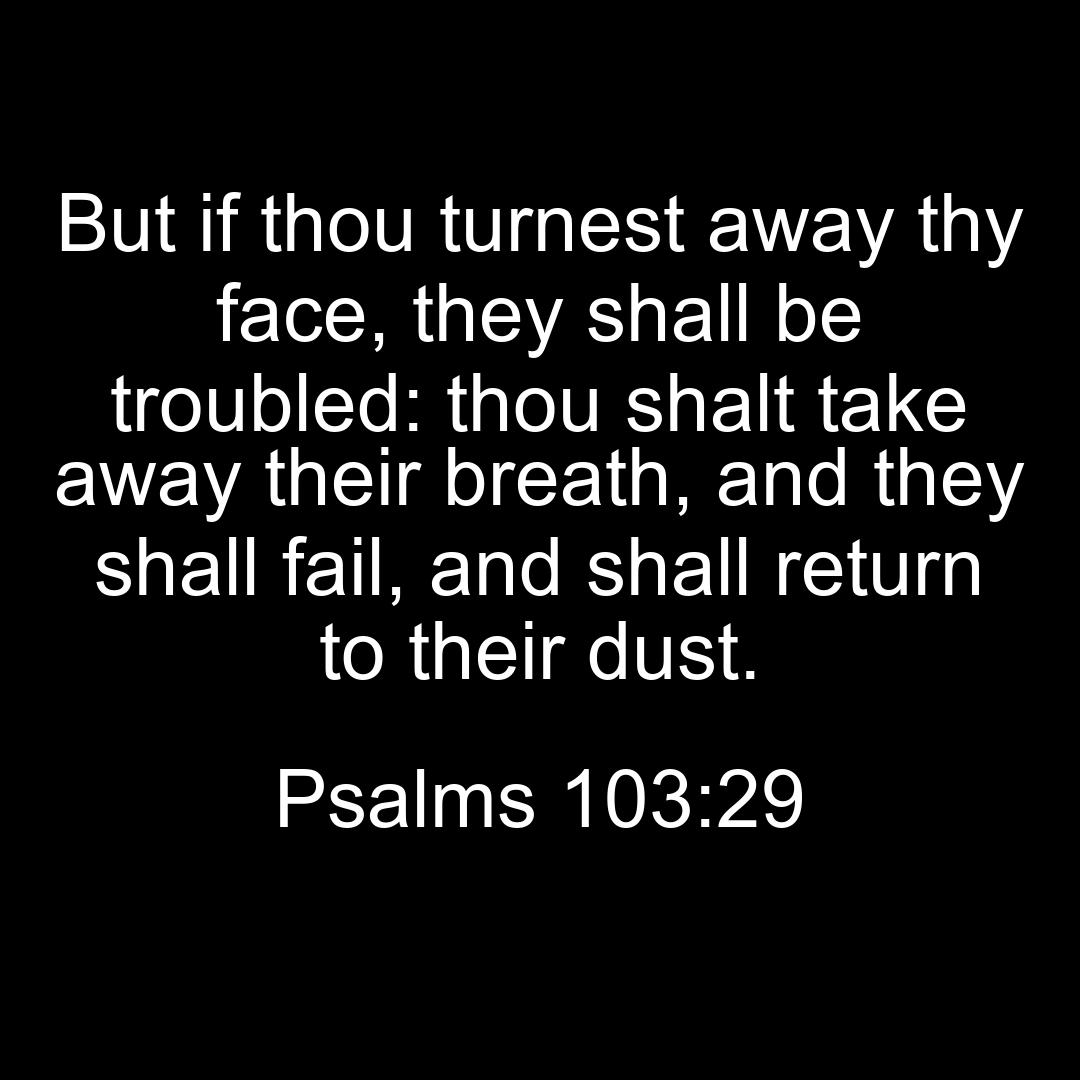 But if thou turnest away thy
face, they shall be
troubled: thou shalt take
away their breath, and they
shall fail, and shall return
to their dust.
Psalms 103:29